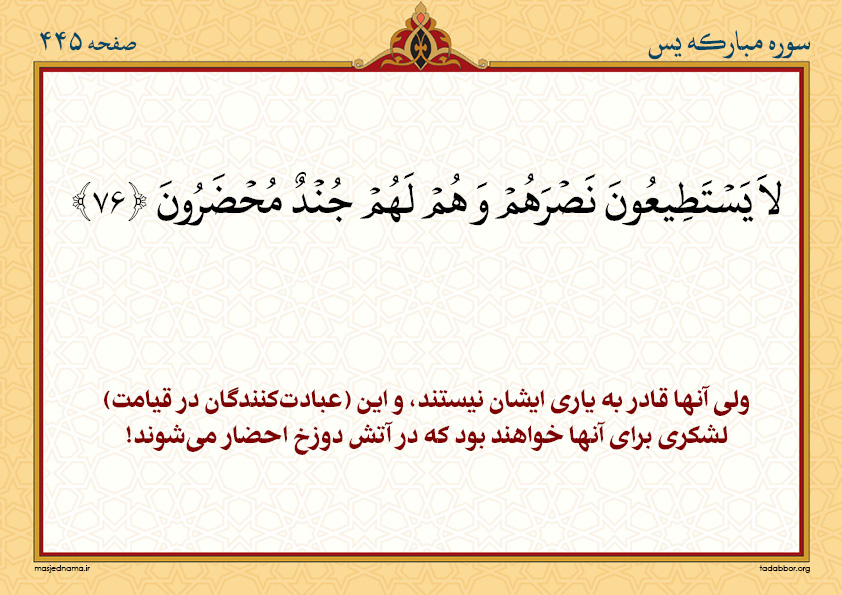 سوره مبارکه یس
صفحه ۴۴۵
لاَ يَسْتَطِيعُونَ نَصْرَهُمْ وَ هُمْ لَهُمْ جُنْدٌ مُحْضَرُونَ ﴿۷۶﴾
ولی آنها قادر به یاری ایشان نیستند، و این (عبادت‌کنندگان در قیامت)
لشکری برای آنها خواهند بود که در آتش دوزخ احضار می‌شوند!
masjednama.ir
tadabbor.org